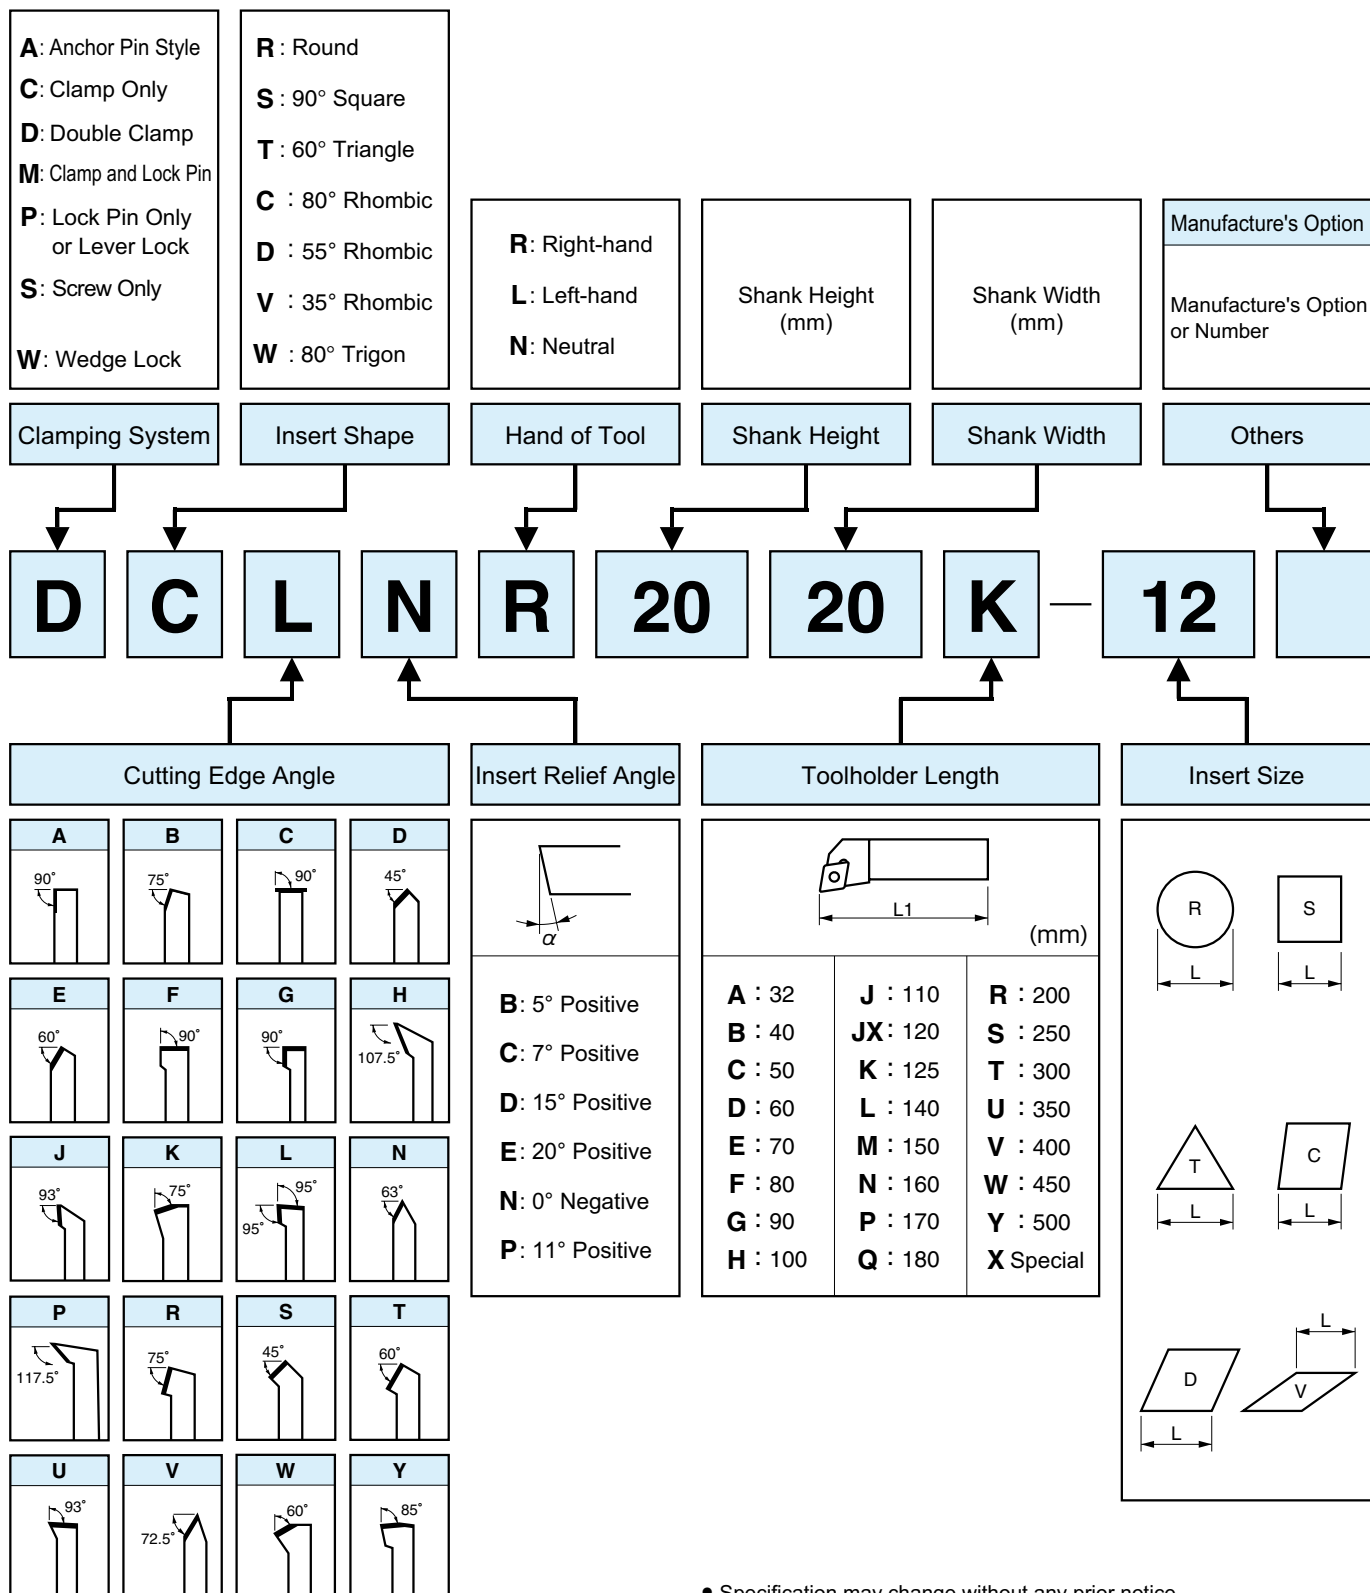 A: Anchor Pin Style
C: Clamp Only
D: Double Clamp
M: Clamp and Lock Pin
P: Lock Pin Only
or Lever Lock
S: Screw Only
W: Wedge Lock
R : Round
S : 90° Square
T : 60° Triangle
C : 80° Rhombic
D : 55° Rhombic
V : 35° Rhombic
W : 80° Trigon
R: Right-hand
L: Left-hand
N: Neutral
Shank Height
(mm)
Shank Width
(mm)
Manufacture's Option
Manufacture's Option
or Number
Clamping System
Insert Shape
Hand of Tool
Shank Height
Shank Width
Others
D C L N R 20 20 K — 12
Cutting Edge Angle
Insert Relief Angle
Toolholder Length
Insert Size
A B C D
90° 75° 90° 45°
E F G H
60° 90° 90° 107.5°
J K L N
93° 75° 95° 95° 63°
P R S T
117.5° 75° 45° 60°
U V W Y
93° 72.5° 60° 85°
α
B: 5° Positive
C: 7° Positive
D: 15° Positive
E: 20° Positive
N: 0° Negative
P: 11° Positive
L1
(mm)
A : 32
B : 40
C : 50
D : 60
E : 70
F : 80
G : 90
H : 100
J : 110
JX : 120
K : 125
L : 140
M : 150
N : 160
P : 170
Q : 180
R : 200
S : 250
T : 300
U : 350
V : 400
W : 450
Y : 500
X Special
R S
L L
T C
L L
L
D V
L
● Specification may change without any prior notice